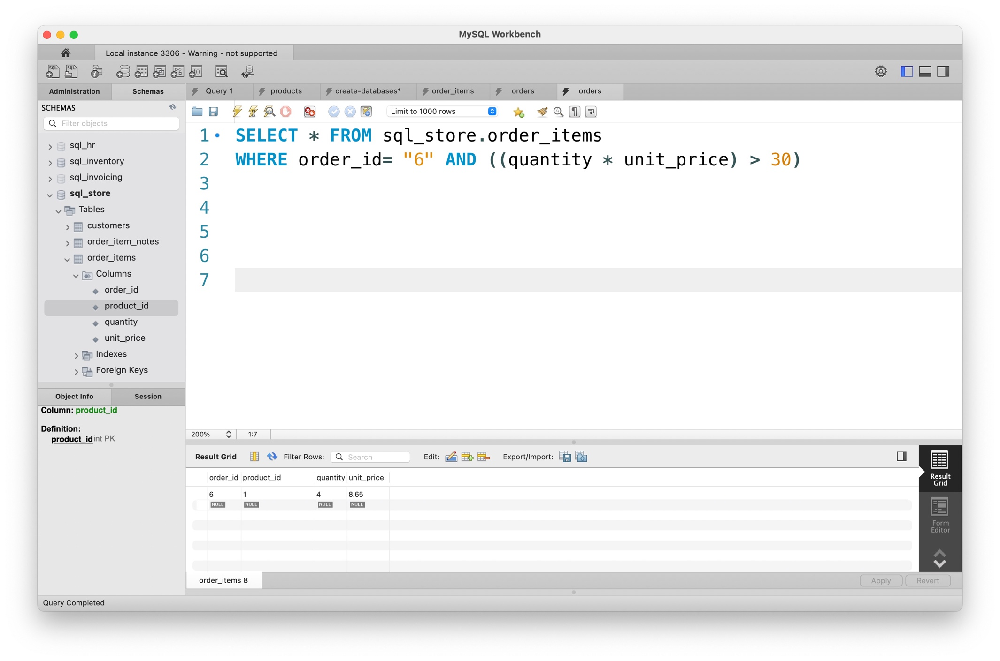 MySQL Workbench
Local instance 3306 - Warning - not supported
SQL SQL
Administration Schemas
Query 1 products create-databases* order_items orders orders
SCHEMAS
Filter objects
Limit to 1000 rows
sql_hr
sql_inventory
sql_invoicing
sql_store
Tables
customers
order_item_notes
order_items
Columns
order_id
product_id
quantity
unit_price
Indexes
Foreign Keys
1 SELECT * FROM sql_store.order_items
2 WHERE order_id= "6" AND ((quantity * unit_price) > 30)
3
4
5
6
7
Object Info Session
Column: product_id
Definition:
product_id int PK
200% 1:7
Result Grid Filter Rows: Search Edit: Export/Import:
order_id product_id quantity unit_price
6 1 4 8.65
NULL NULL NULL NULL
Result
Grid
Form
Editor
order_items 8
Apply Revert
Query Completed